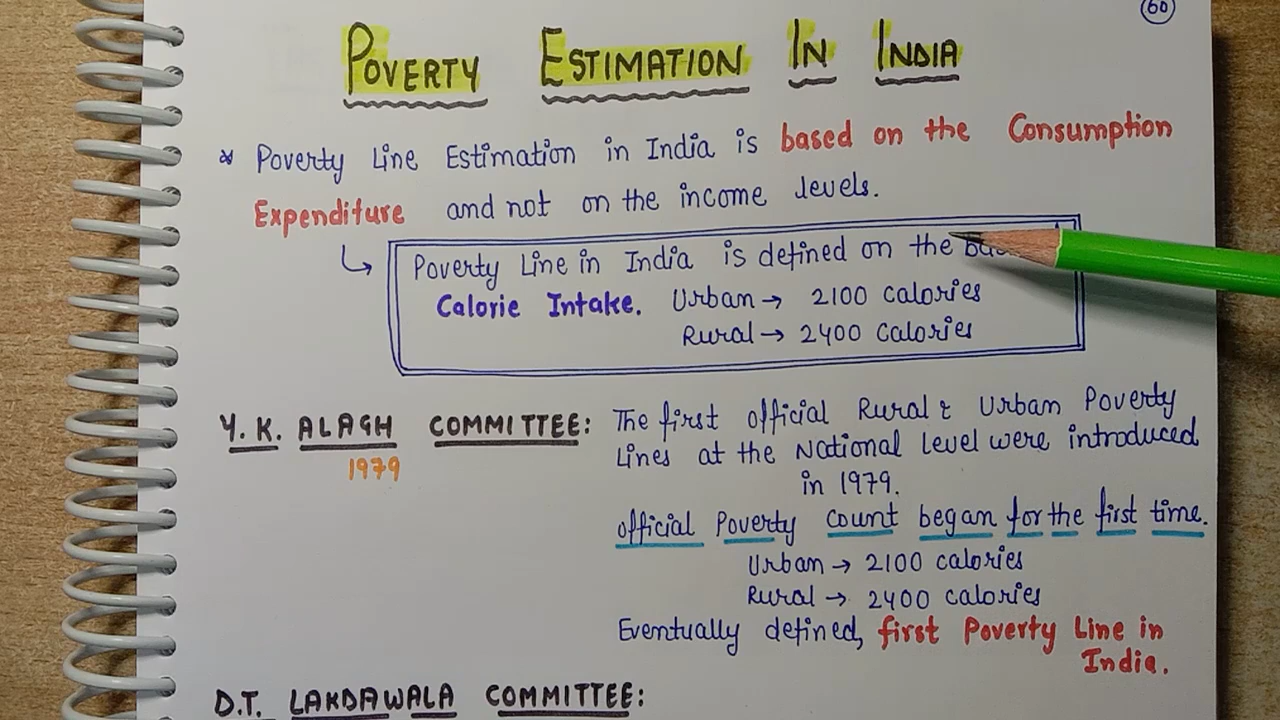 60
POVERTY ESTIMATION IN INDIA
* Poverty Line Estimation in India is based on the Consumption
Expenditure and not on the income levels.
↳ Poverty Line in India is defined on the
Calorie Intake. Urban → 2100 calories
Rural → 2400 calories
Y. K. ALAGH COMMITTEE: The first official Rural & Urban Poverty
1979
Lines at the National level were introduced
in 1979.
official Poverty count began for the first time.
Urban → 2100 calories
Rural → 2400 calories
Eventually defined, first Poverty Line in
India.
D.T. LAKDAWALA COMMITTEE: